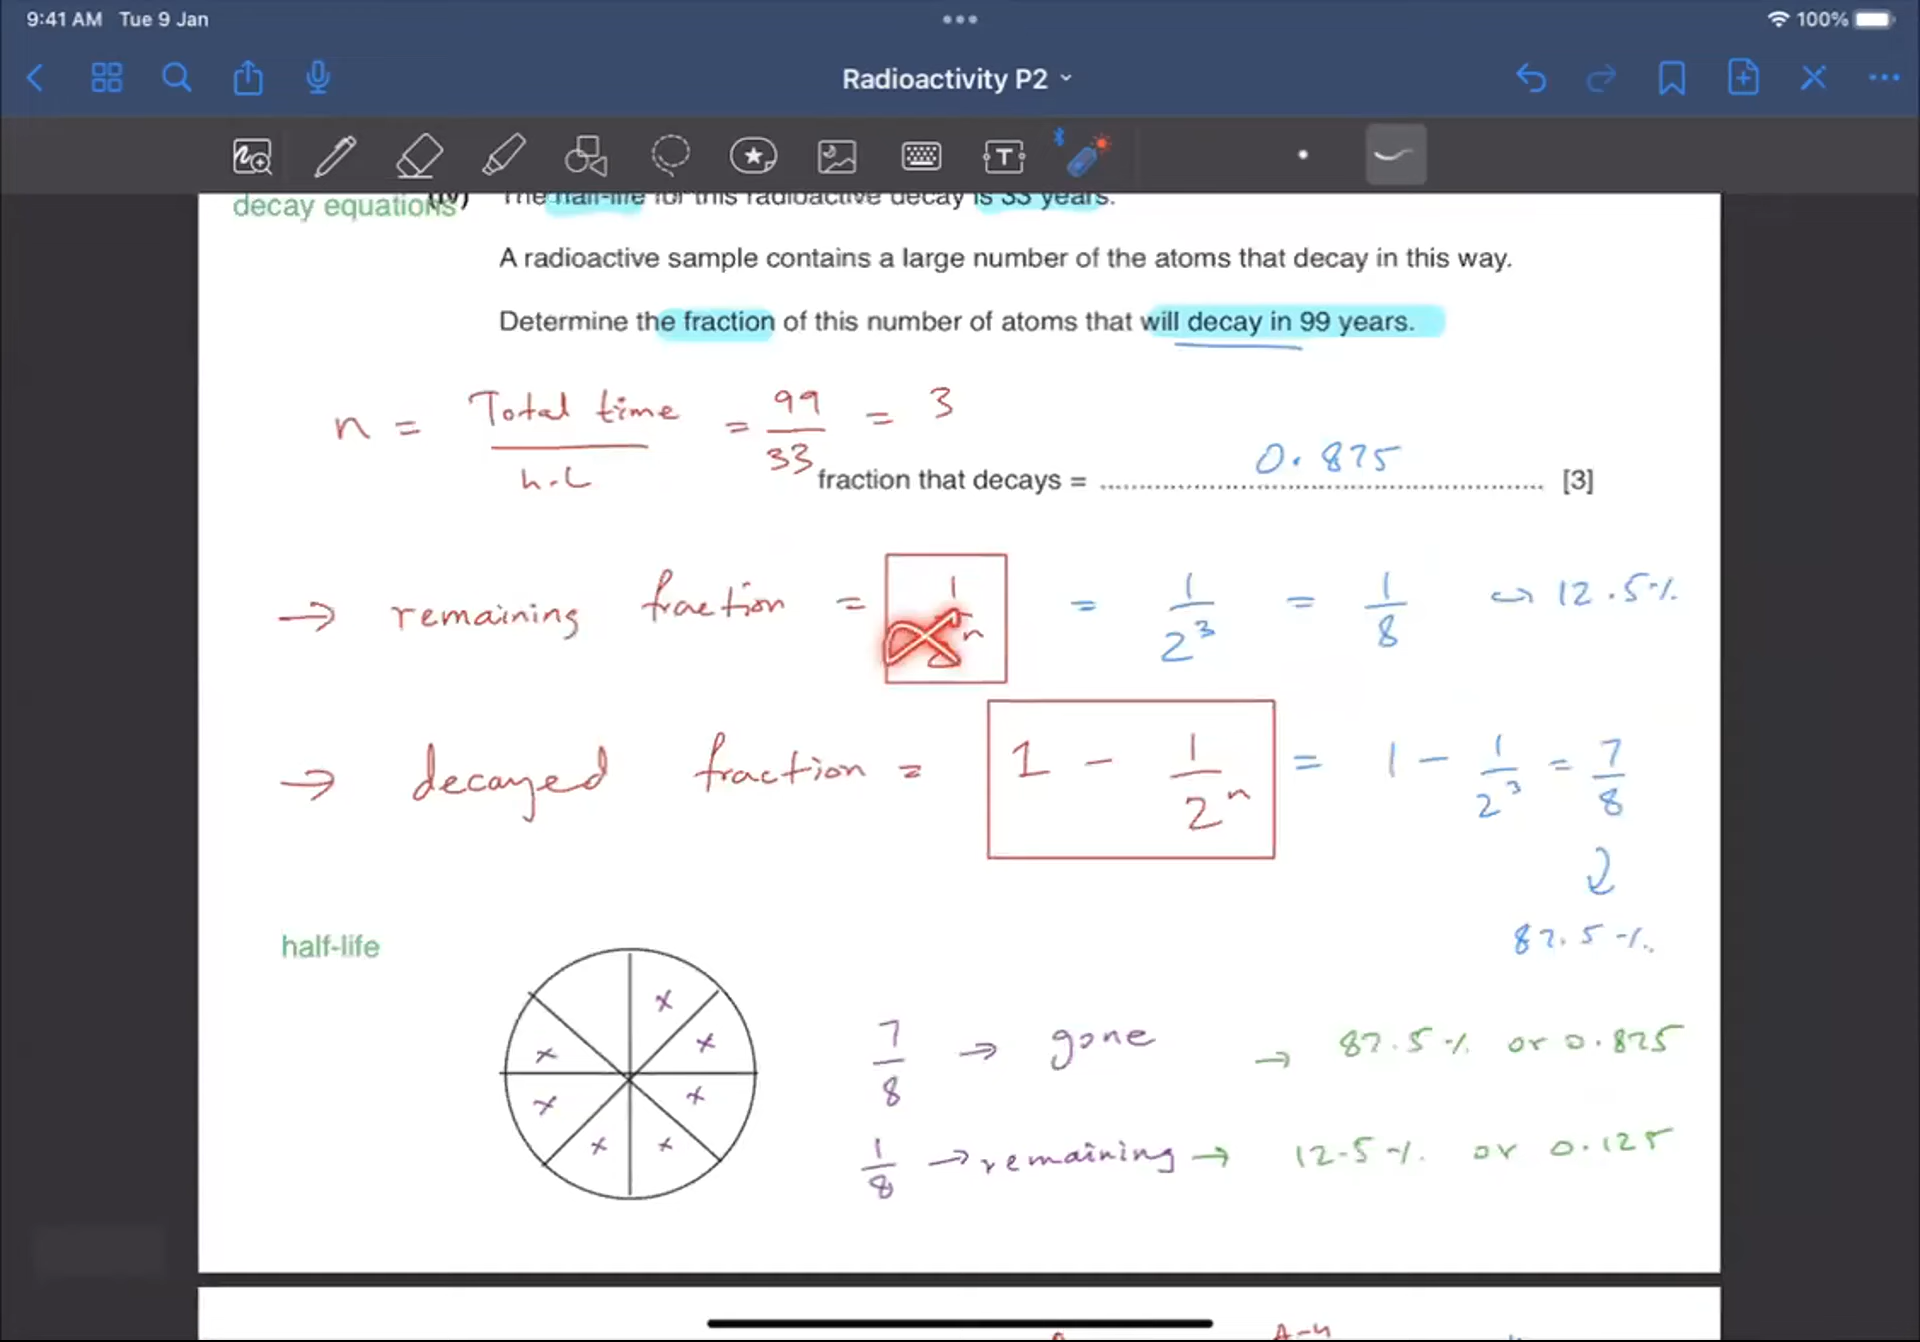 9:41 AM Tue 9 Jan
100%
Radioactivity P2
decay equations
(iv) The half-life for this radioactive decay is 33 years.
A radioactive sample contains a large number of the atoms that decay in this way.
Determine the fraction of this number of atoms that will decay in 99 years.
n = Total time / h.L = 99/33 = 3
fraction that decays = 0.875 [3]
→ remaining fraction = 1/2^n = 1/2^3 = 1/8 ↪ 12.5%
→ decayed fraction = 1 - 1/2^n = 1 - 1/2^3 = 7/8
87.5%
half-life
x x x x x x x
7/8 → gone → 87.5% or 0.875
1/8 → remaining → 12.5% or 0.125
A-4